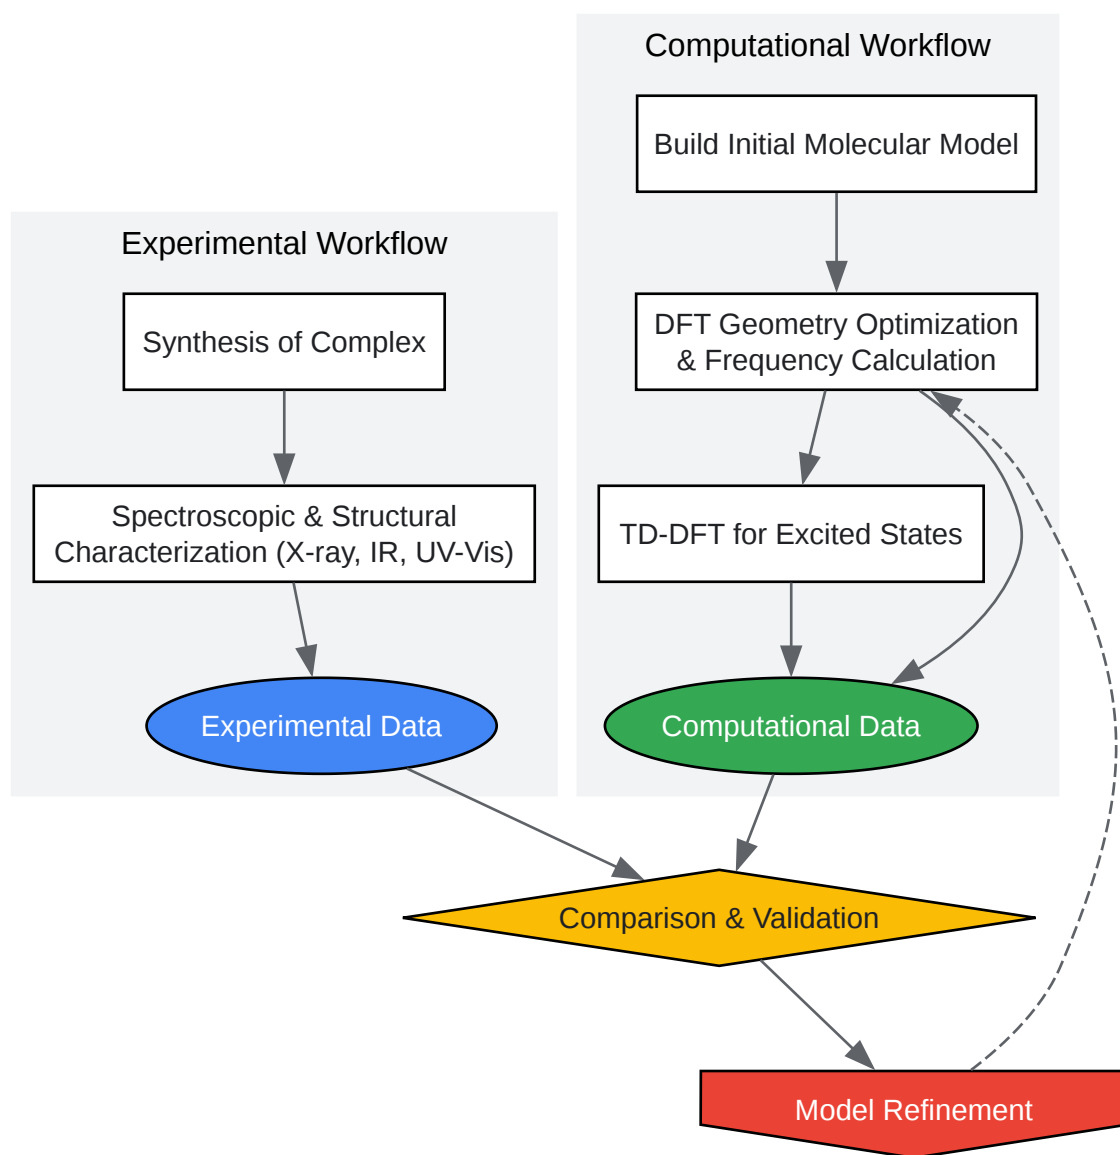 Computational Workflow
Build Initial Molecular Model
Experimental Workflow
Synthesis of Complex
DFT Geometry Optimization
& Frequency Calculation
Spectroscopic & Structural
Characterization (X-ray, IR, UV-Vis)
TD-DFT for Excited States
Experimental Data
Computational Data
Comparison & Validation
Model Refinement